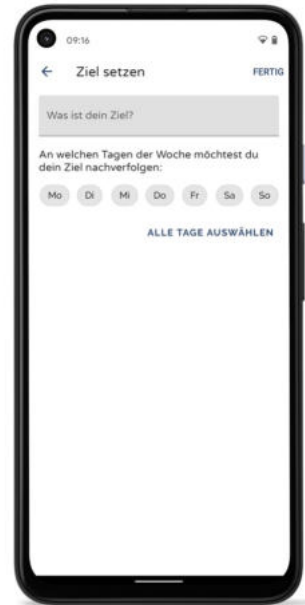 09:16
Ziel setzen
FERTIG
Was ist dein Ziel?
An welchen Tagen der Woche möchtest du
dein Ziel nachverfolgen:
Mo Di Mi Do Fr Sa So
ALLE TAGE AUSWÄHLEN